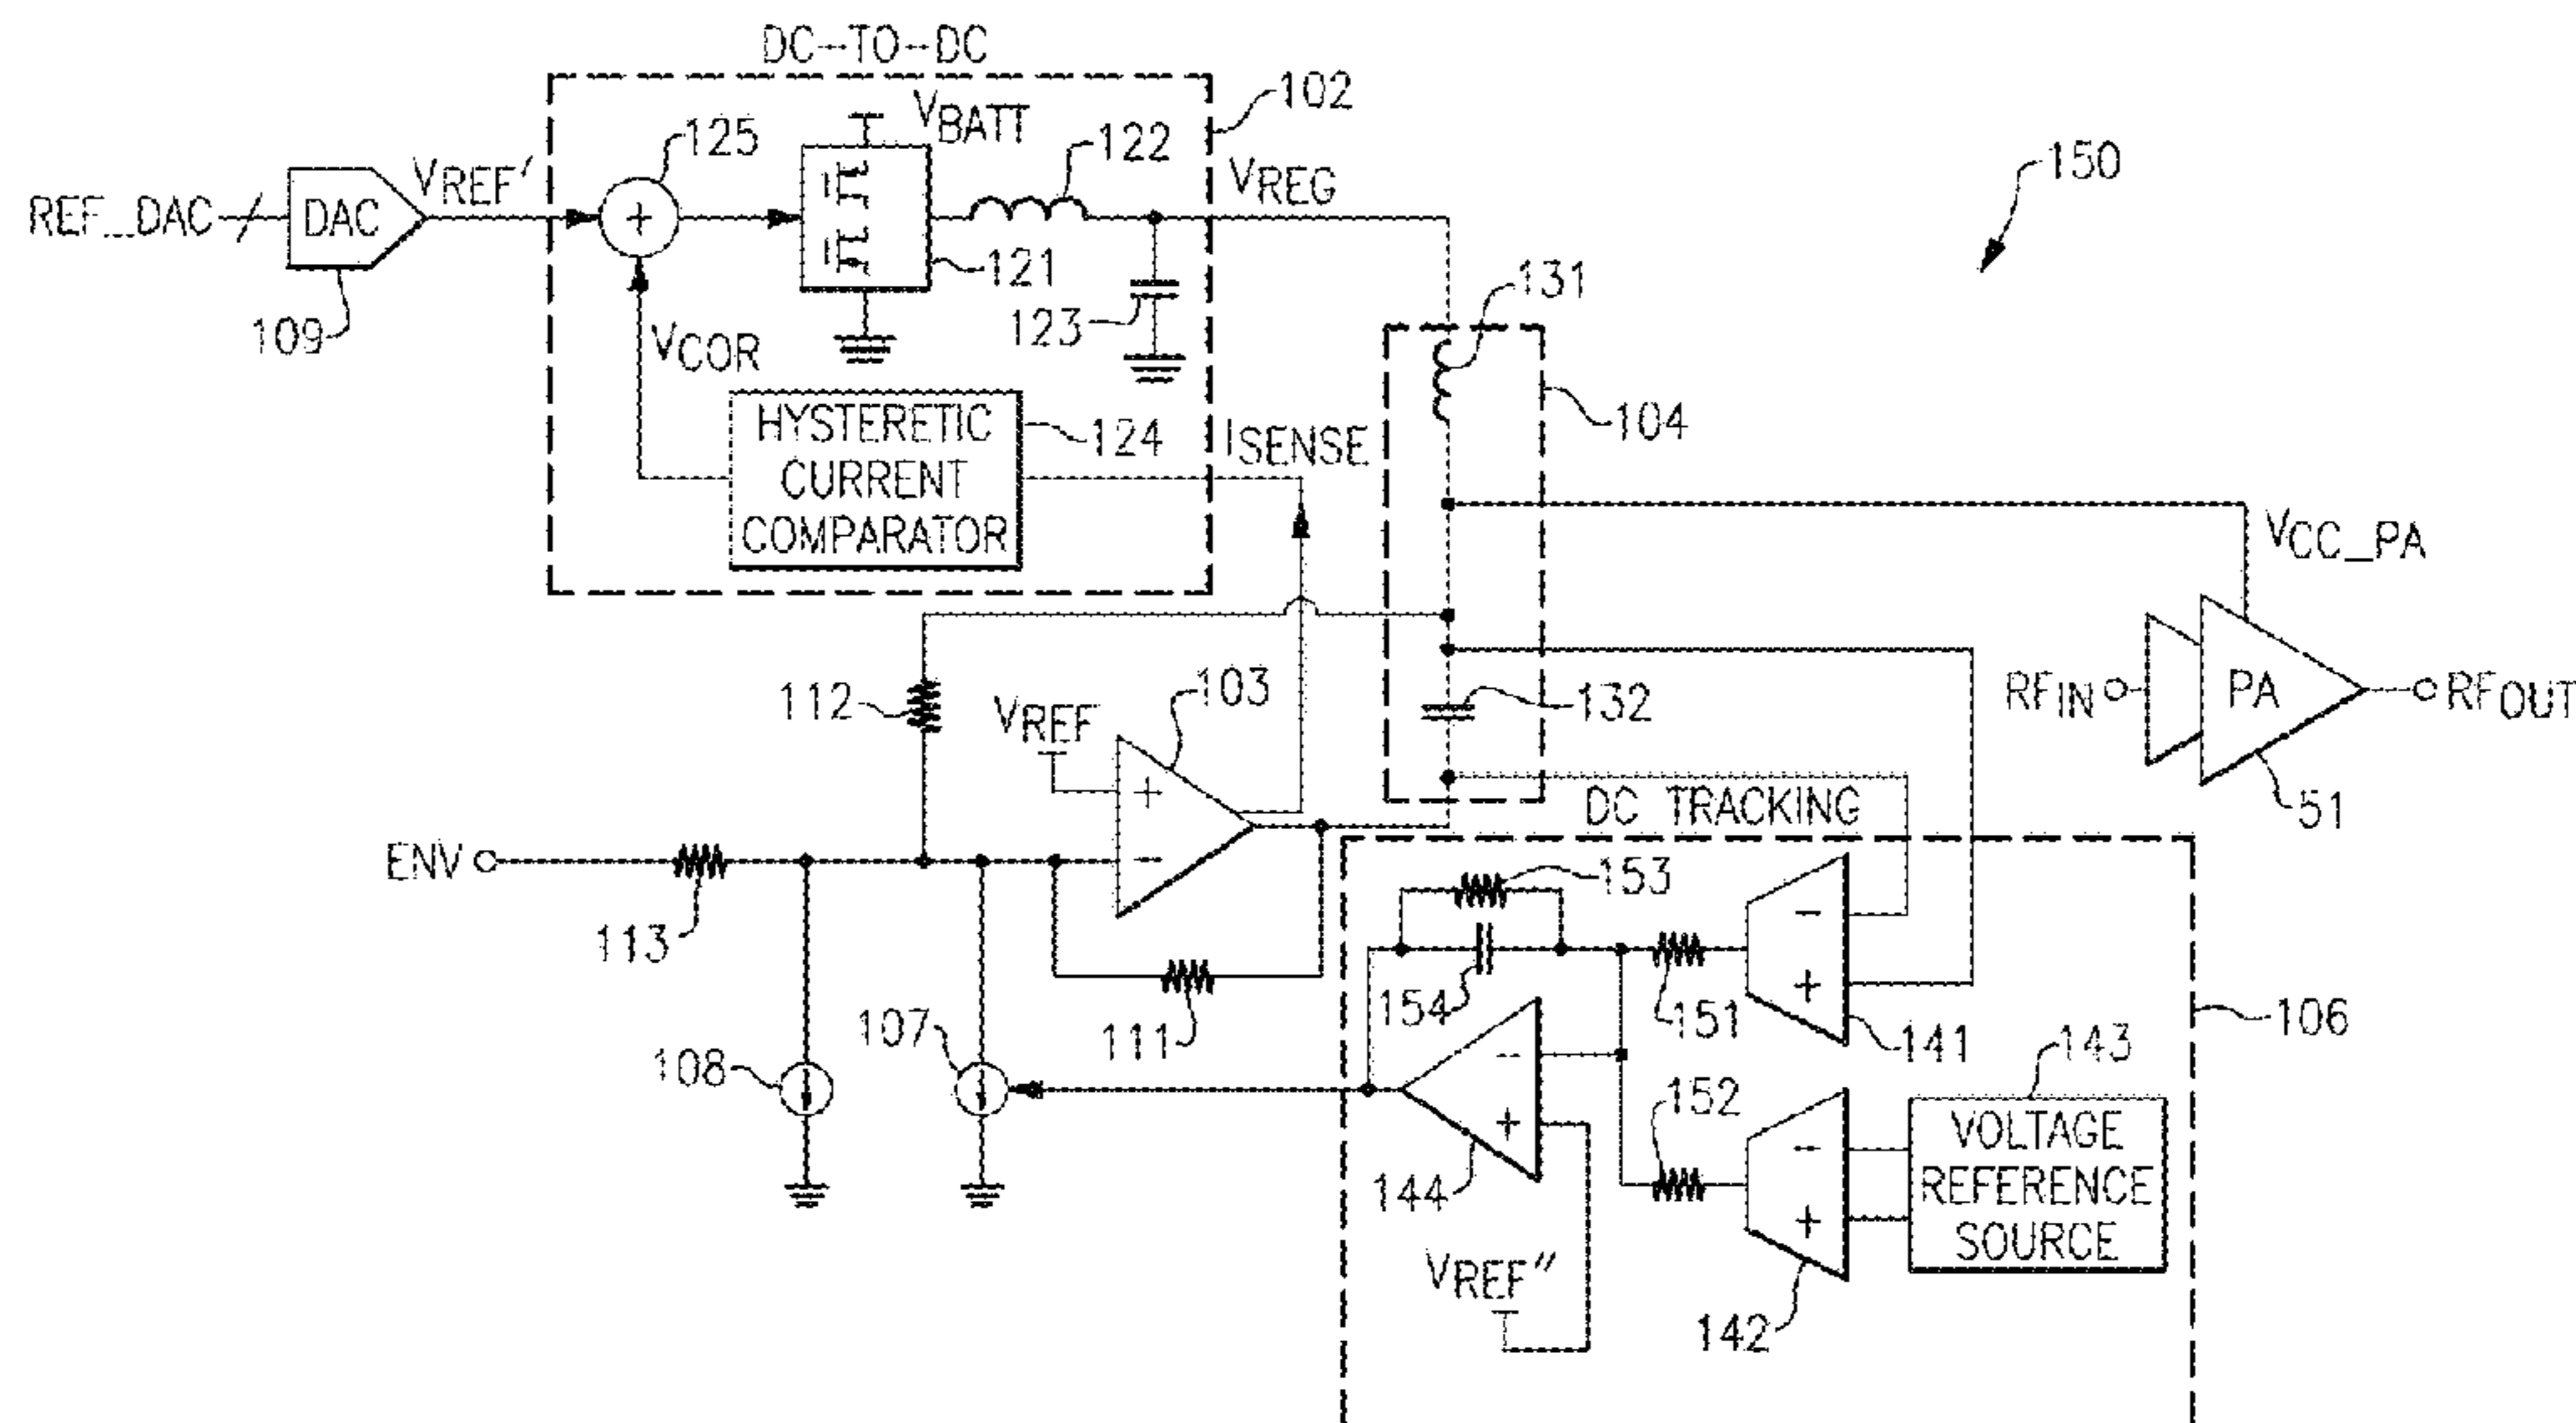 DC--TO--DC
102
VBATT
125
122
150
REF_DAC
DAC
VREF'
VREG
121
131
109
VCOR
123
HYSTERETIC
CURRENT
COMPARATOR
124
ISENSE
104
VCC_PA
112
VREF
103
132
RFIN
PA
RFOUT
+
DC TRACKING
51
ENV
−
113
111
153
154
151
−
+
141
106
108
107
−
+
144
152
143
VOLTAGE
REFERENCE
SOURCE
−
+
142
VREF''
+